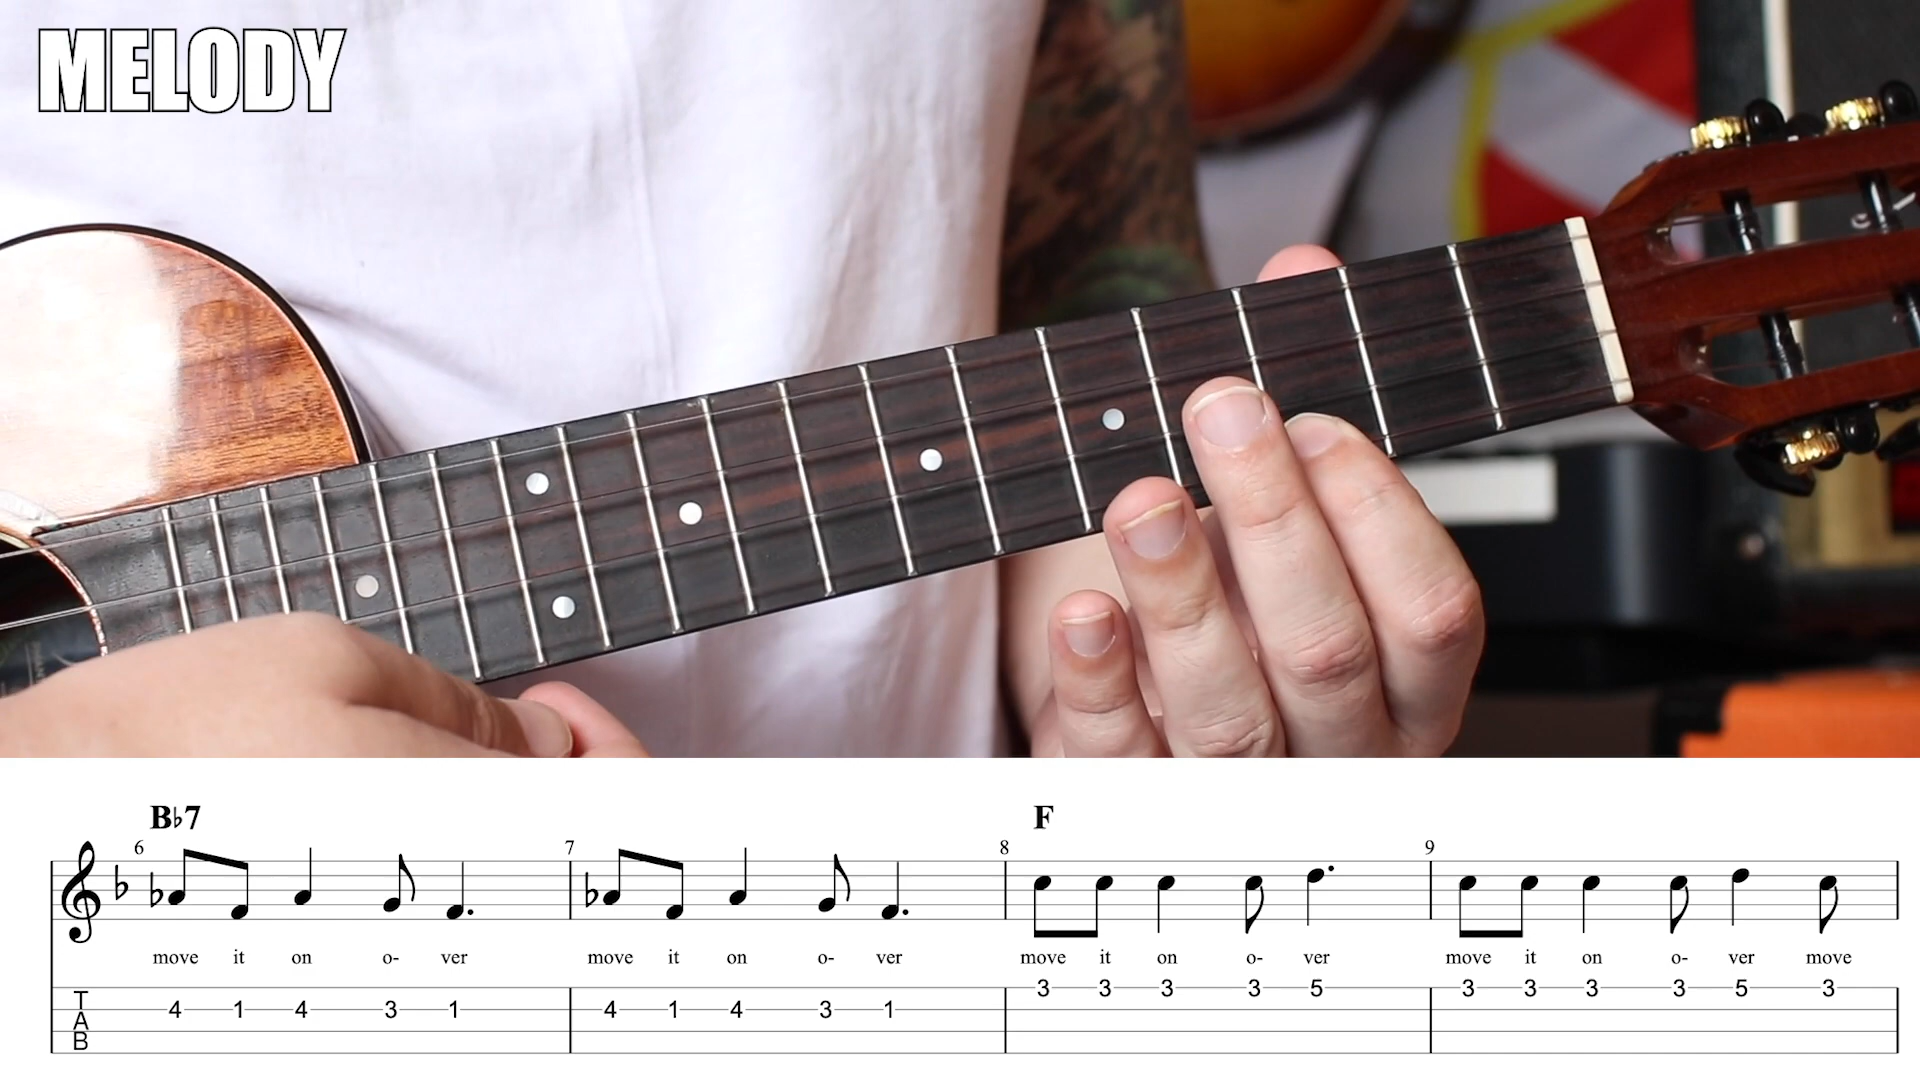 MELODY
B♭7 F
6 7 8 9
move it on o- ver move it on o- ver move it on o- ver move it on o- ver move
3 3 3 3 5 3 3 3 3 5 3
T 4 1 4 3 1 4 1 4 3 1
A
B